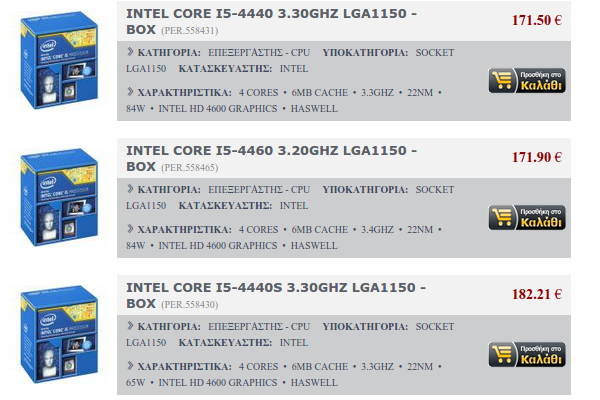 INTEL CORE I5-4440 3.30GHZ LGA1150 -
BOX (PER.558431)
171.50 €
» ΚΑΤΗΓΟΡΙΑ: ΕΠΕΞΕΡΓΆΣΤΗΣ - CPU ΥΠΟΚΑΤΗΓΟΡΙΑ: SOCKET
LGA1150 ΚΑΤΑΣΚΕΥΑΣΤΗΣ: INTEL
» ΧΑΡΑΚΤΗΡΙΣΤΙΚΑ: 4 CORES • 6MB CACHE • 3.3GHZ • 22NM •
84W • INTEL HD 4600 GRAPHICS • HASWELL
Προσθήκη στο
Καλάθι
INTEL CORE I5-4460 3.20GHZ LGA1150 -
BOX (PER.558465)
171.90 €
» ΚΑΤΗΓΟΡΙΑ: ΕΠΕΞΕΡΓΆΣΤΗΣ - CPU ΥΠΟΚΑΤΗΓΟΡΙΑ: SOCKET
LGA1150 ΚΑΤΑΣΚΕΥΑΣΤΗΣ: INTEL
» ΧΑΡΑΚΤΗΡΙΣΤΙΚΑ: 4 CORES • 6MB CACHE • 3.4GHZ • 22NM •
84W • INTEL HD 4600 GRAPHICS • HASWELL
Προσθήκη στο
Καλάθι
INTEL CORE I5-4440S 3.30GHZ LGA1150 -
BOX (PER.558430)
182.21 €
» ΚΑΤΗΓΟΡΙΑ: ΕΠΕΞΕΡΓΆΣΤΗΣ - CPU ΥΠΟΚΑΤΗΓΟΡΙΑ: SOCKET
LGA1150 ΚΑΤΑΣΚΕΥΑΣΤΗΣ: INTEL
» ΧΑΡΑΚΤΗΡΙΣΤΙΚΑ: 4 CORES • 6MB CACHE • 3.3GHZ • 22NM •
65W • INTEL HD 4600 GRAPHICS • HASWELL
Προσθήκη στο
Καλάθι